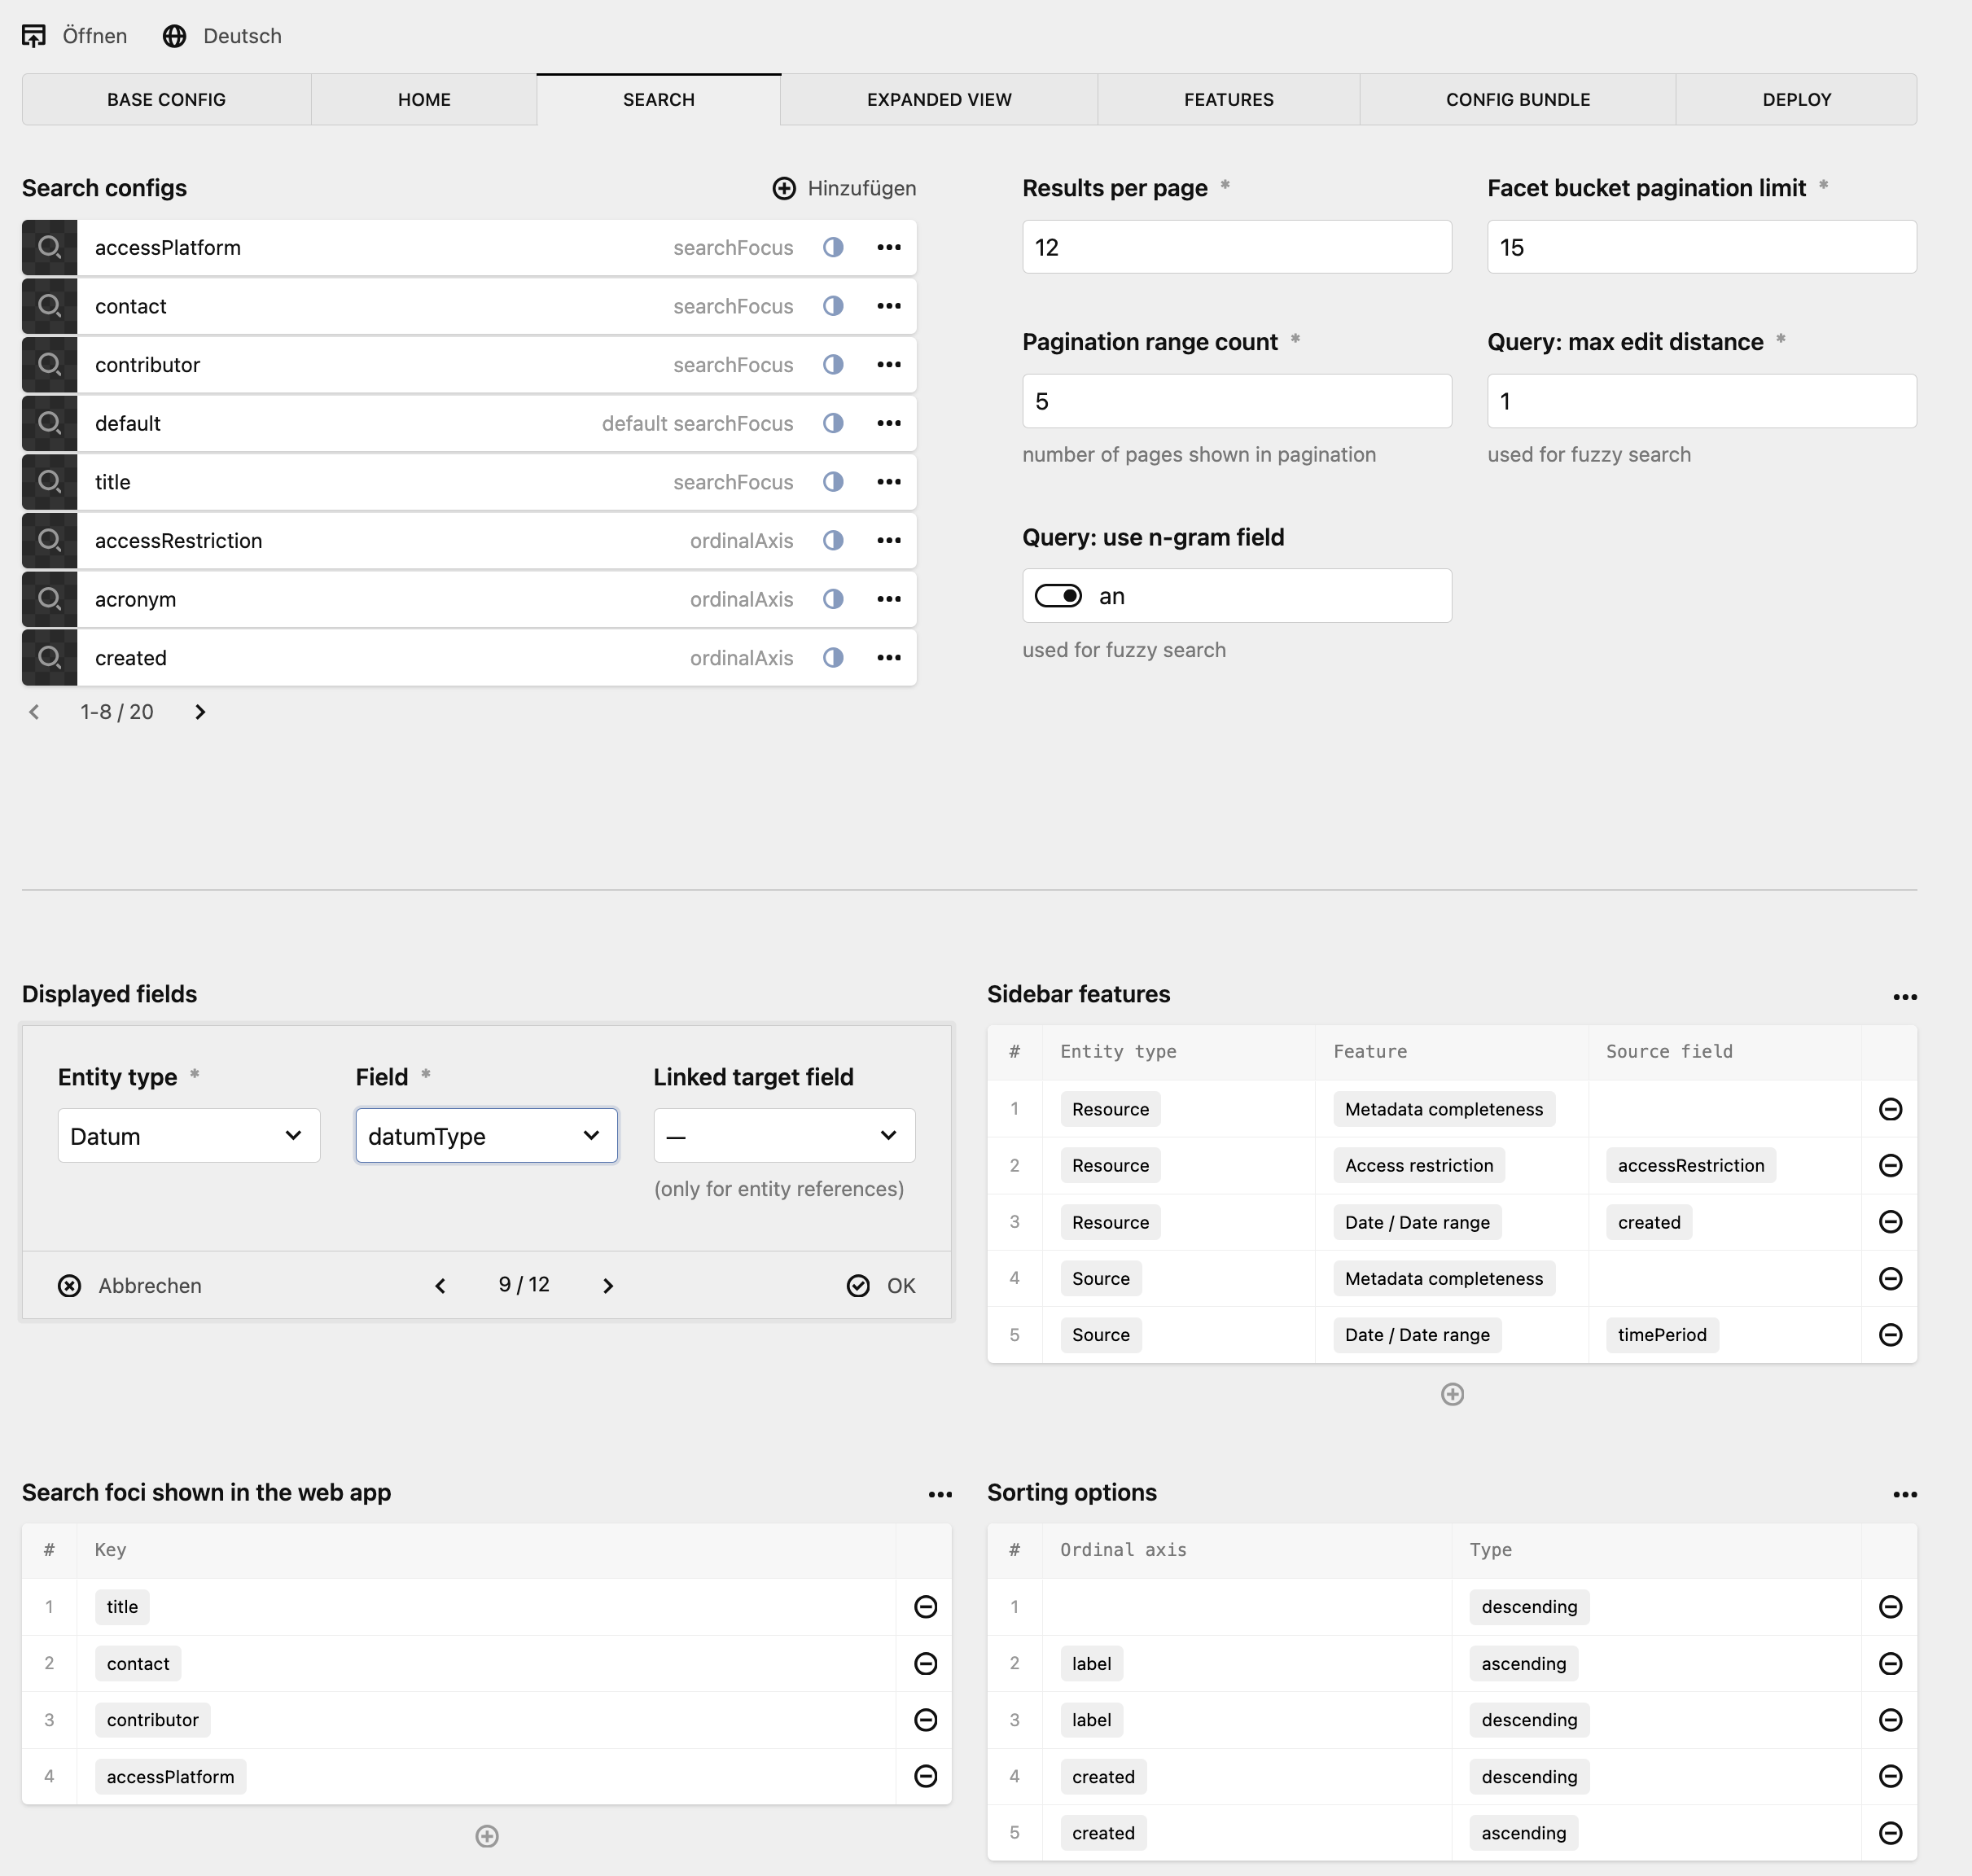 Öffnen Deutsch
BASE CONFIG HOME SEARCH EXPANDED VIEW FEATURES CONFIG BUNDLE DEPLOY
Search configs Hinzufügen
accessPlatform searchFocus
contact searchFocus
contributor searchFocus
default default searchFocus
title searchFocus
accessRestriction ordinalAxis
acronym ordinalAxis
created ordinalAxis
1-8 / 20
Results per page * Facet bucket pagination limit *
12 15
Pagination range count * Query: max edit distance *
5 1
number of pages shown in pagination used for fuzzy search
Query: use n-gram field
an
used for fuzzy search
Displayed fields
Entity type * Field * Linked target field
Datum datumType —
(only for entity references)
Abbrechen 9 / 12 OK
Sidebar features
# Entity type Feature Source field
1 Resource Metadata completeness
2 Resource Access restriction accessRestriction
3 Resource Date / Date range created
4 Source Metadata completeness
5 Source Date / Date range timePeriod
Search foci shown in the web app
# Key
1 title
2 contact
3 contributor
4 accessPlatform
Sorting options
# Ordinal axis Type
1 descending
2 label ascending
3 label descending
4 created descending
5 created ascending